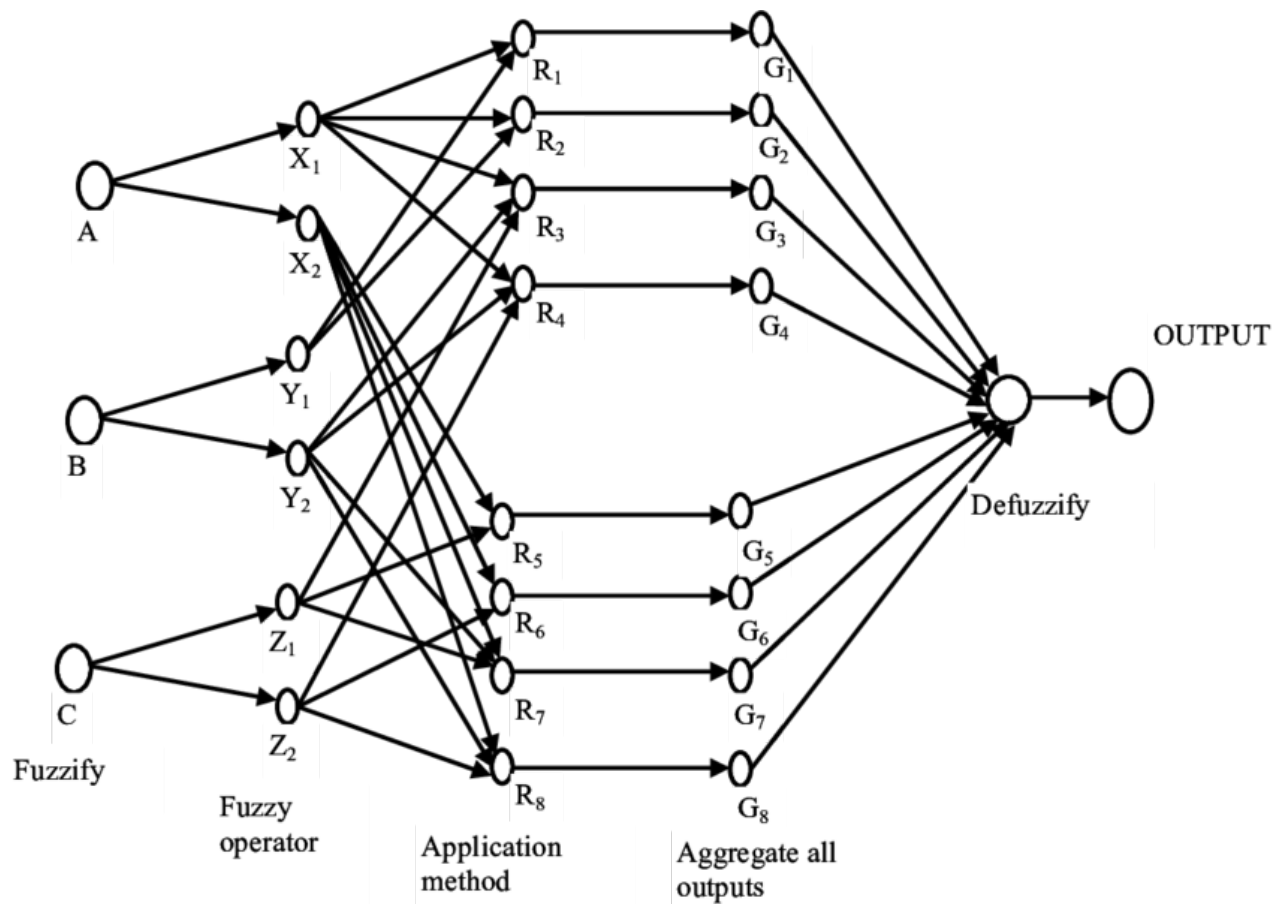 A
B
C
Fuzzify
X₁
X₂
Y₁
Y₂
Z₁
Z₂
Fuzzy
operator
R₁
R₂
R₃
R₄
R₅
R₆
R₇
R₈
Application
method
G₁
G₂
G₃
G₄
G₅
G₆
G₇
G₈
Aggregate all
outputs
Defuzzify
OUTPUT